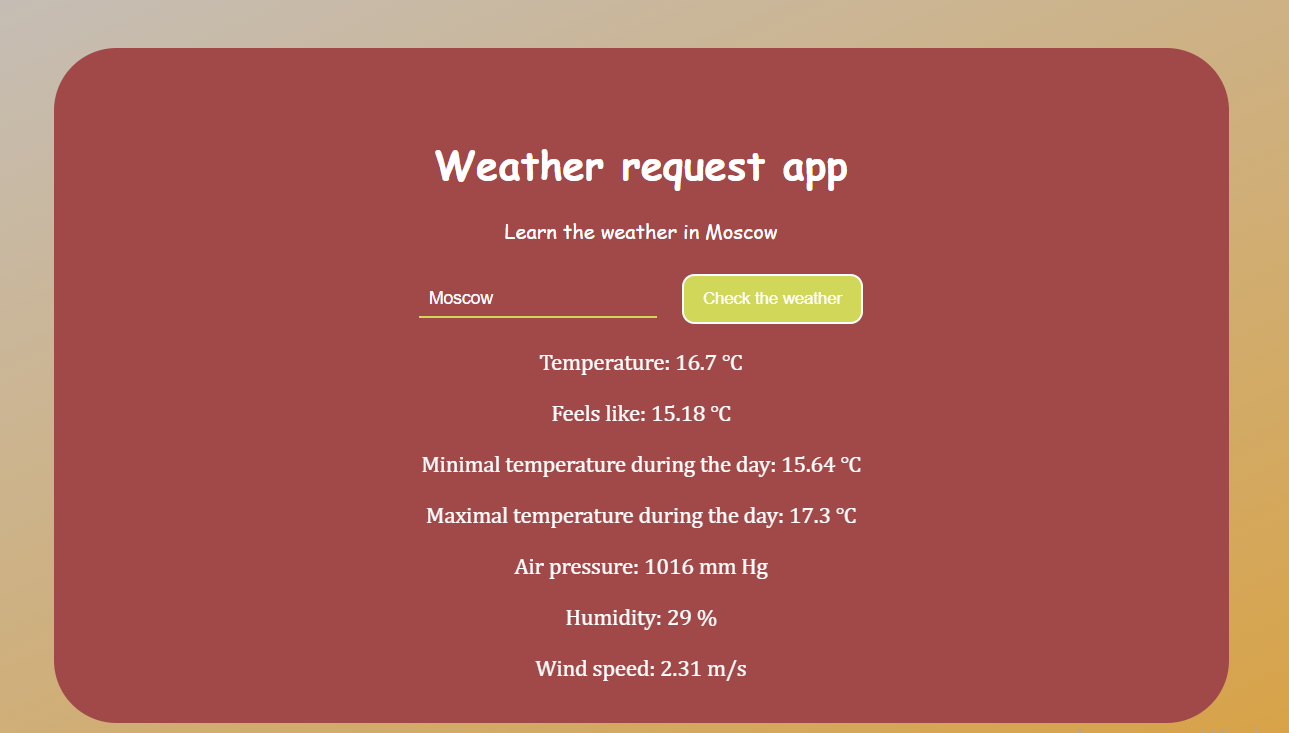 Weather request app
Learn the weather in Moscow
Moscow
Check the weather
Temperature: 16.7 °C
Feels like: 15.18 °C
Minimal temperature during the day: 15.64 °C
Maximal temperature during the day: 17.3 °C
Air pressure: 1016 mm Hg
Humidity: 29 %
Wind speed: 2.31 m/s